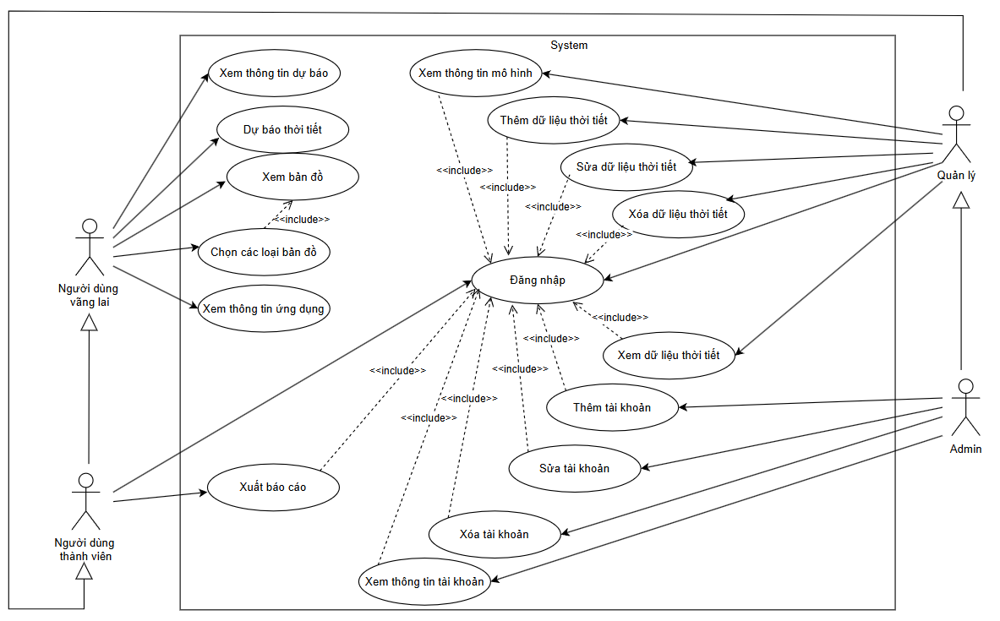 System
Xem thông tin dự báo
Xem thông tin mô hình
Dự báo thời tiết
Thêm dữ liệu thời tiết
Xem bản đồ
Sửa dữ liệu thời tiết
<<include>>
<<include>>
Quản lý
<<include>>
Xóa dữ liệu thời tiết
<<include>>
<<include>>
Chọn các loại bản đồ
Đăng nhập
Người dùng
vãng lai
Xem thông tin ứng dụng
<<include>>
<<include>>
Xem dữ liệu thời tiết
<<include>>
<<include>>
<<include>>
<<include>>
Thêm tài khoản
Admin
Sửa tài khoản
Xuất báo cáo
Xóa tài khoản
Người dùng
thành viên
Xem thông tin tài khoản